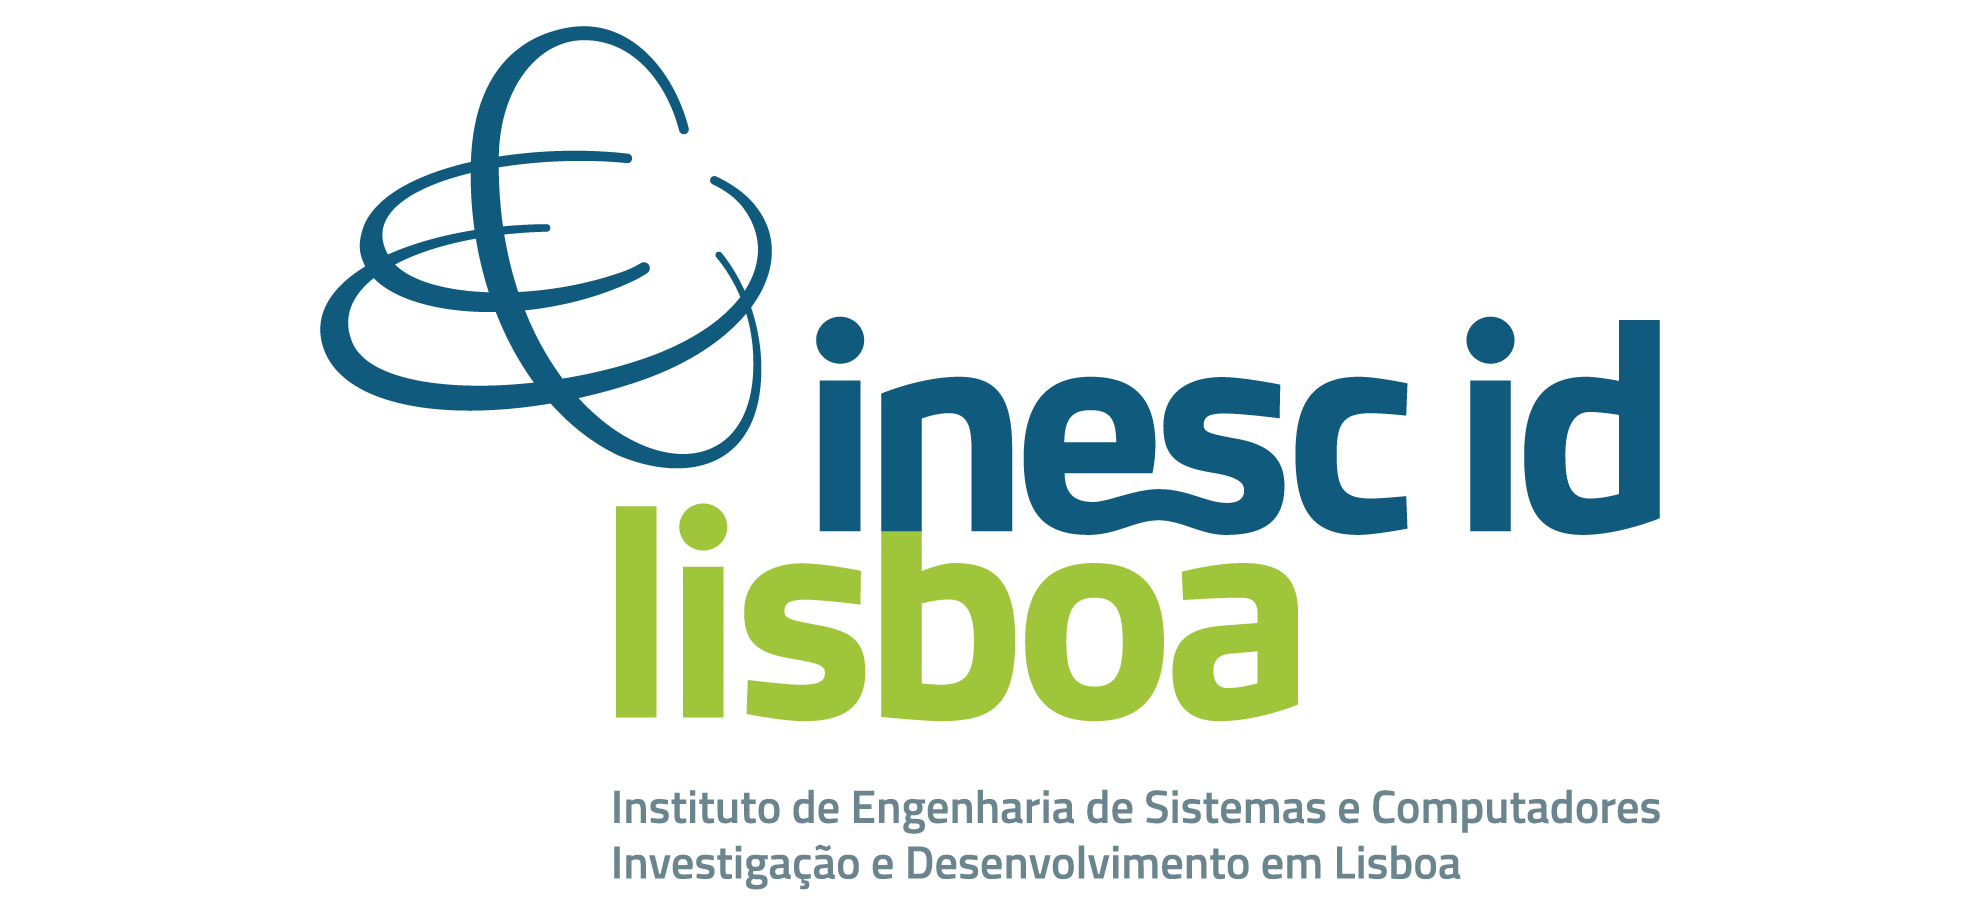 inesc id
lisboa
Instituto de Engenharia de Sistemas e Computadores
Investigação e Desenvolvimento em Lisboa